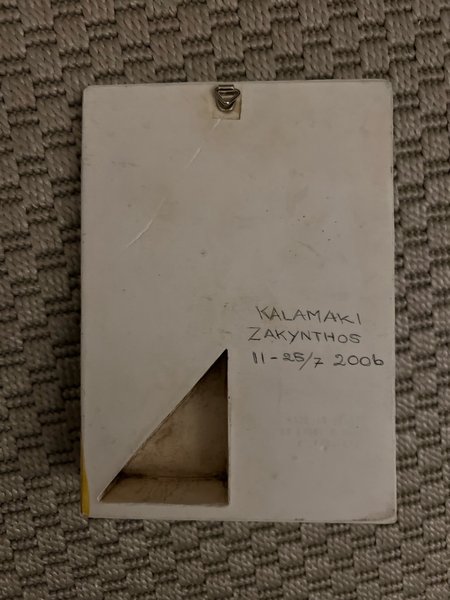 KALAMAKI
ZAKYNTHOS
11-25/7 2006